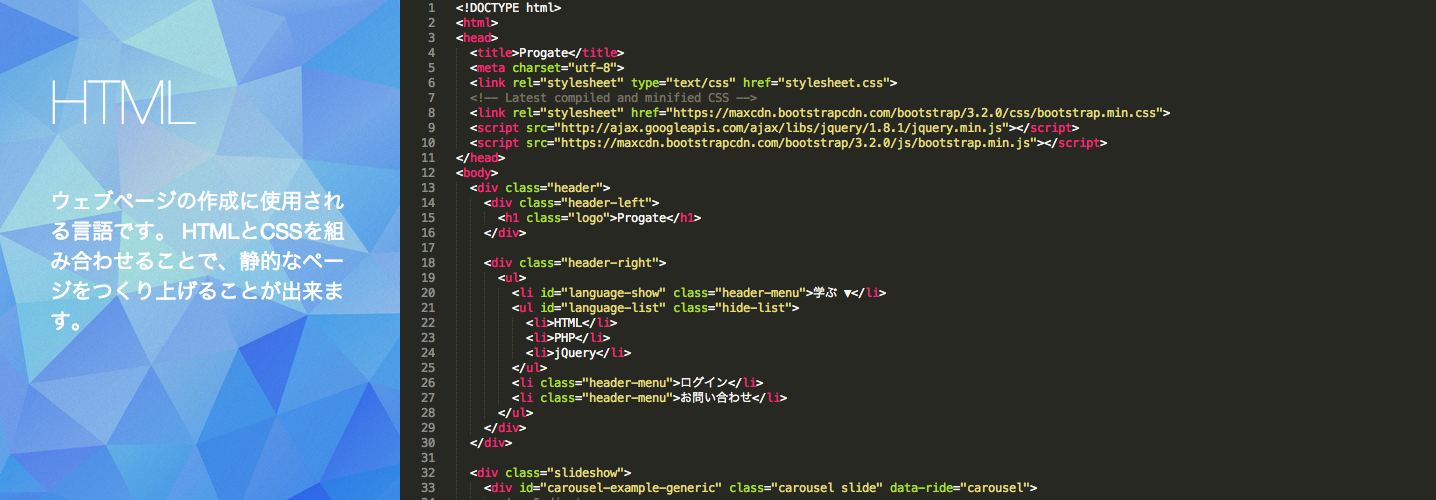 HTML
ウェブページの作成に使用され
る言語です。 HTMLとCSSを組
み合わせることで、静的なペー
ジをつくり上げることが出来ま
す。
1 <!DOCTYPE html>
2 <html>
3 <head>
4   <title>Progate</title>
5   <meta charset="utf-8">
6   <link rel="stylesheet" type="text/css" href="stylesheet.css">
7   <!-- Latest compiled and minified CSS -->
8   <link rel="stylesheet" href="https://maxcdn.bootstrapcdn.com/bootstrap/3.2.0/css/bootstrap.min.css">
9   <script src="http://ajax.googleapis.com/ajax/libs/jquery/1.8.1/jquery.min.js"></script>
10   <script src="https://maxcdn.bootstrapcdn.com/bootstrap/3.2.0/js/bootstrap.min.js"></script>
11 </head>
12 <body>
13   <div class="header">
14     <div class="header-left">
15       <h1 class="logo">Progate</h1>
16     </div>
17
18     <div class="header-right">
19       <ul>
20         <li id="language-show" class="header-menu">学ぶ ▼</li>
21         <ul id="language-list" class="hide-list">
22           <li>HTML</li>
23           <li>PHP</li>
24           <li>jQuery</li>
25         </ul>
26         <li class="header-menu">ログイン</li>
27         <li class="header-menu">お問い合わせ</li>
28       </ul>
29     </div>
30   </div>
31
32   <div class="slideshow">
33     <div id="carousel-example-generic" class="carousel slide" data-ride="carousel">